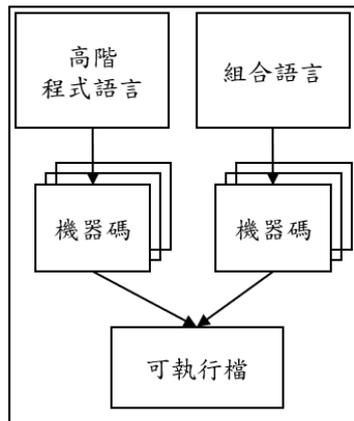 高階
程式語言
組合語言
機器碼
機器碼
可執行檔